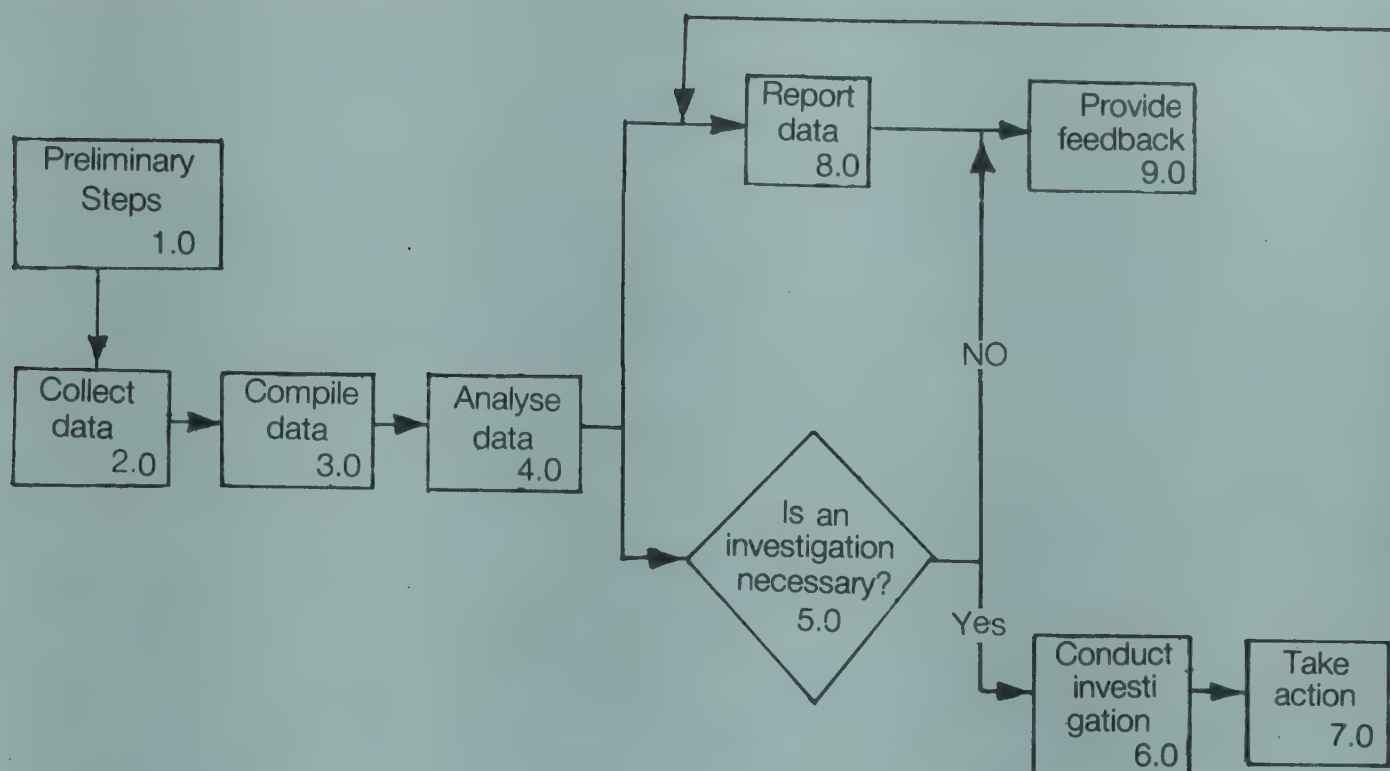 Preliminary
Steps
1.0
Collect
data
2.0
Compile
data
3.0
Analyse
data
4.0
Report
data
8.0
Provide
feedback
9.0
Is an
investigation
necessary?
5.0
NO
Yes
Conduct
investi
gation
6.0
Take
action
7.0